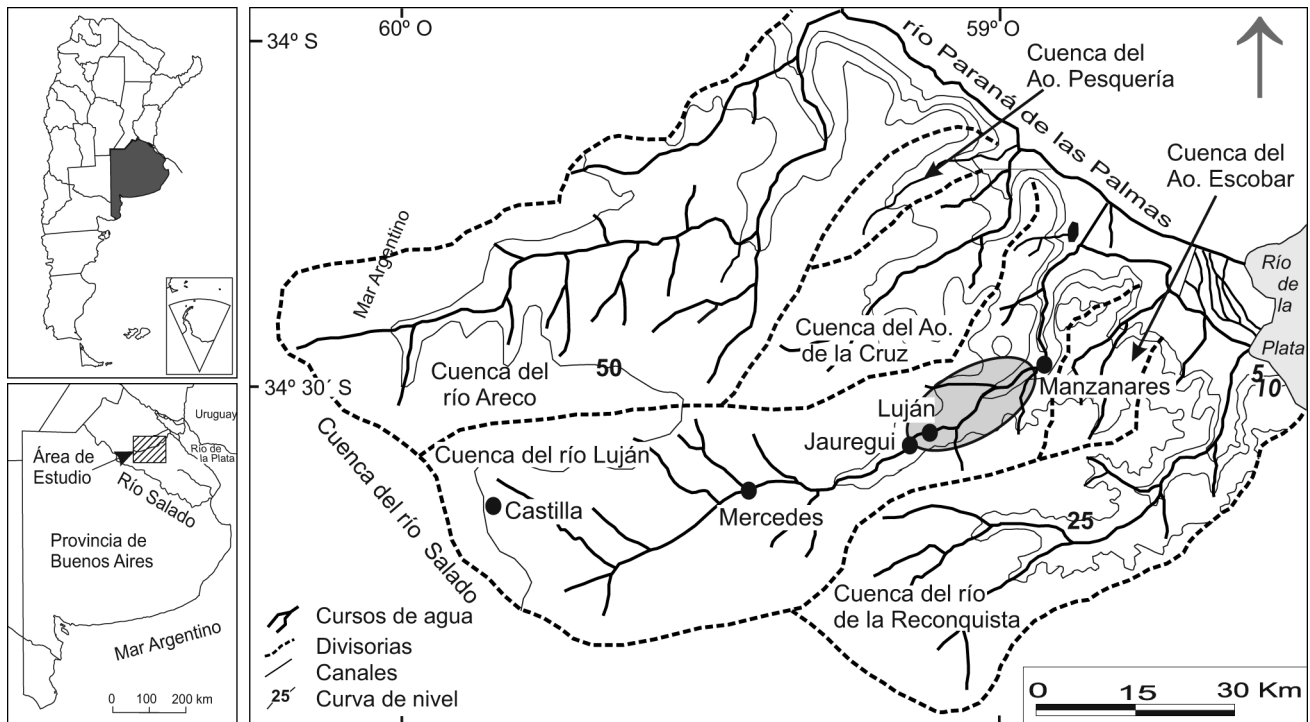 Uruguay
Río de
la Plata
Área de
Estudio
Río Salado
Provincia de
Buenos Aires
Mar Argentino
0 100 200 km
60º O
59º O
34º S
34º 30´ S
río Paraná de las Palmas
Cuenca del
Ao. Pesquería
Cuenca del
Ao. Escobar
Mar Argentino
Río
de
la
Plata
Cuenca del Ao.
de la Cruz
50
Cuenca del
río Areco
5
10
Manzanares
Luján
Jauregui
Cuenca del río Salado
Cuenca del río Luján
Castilla
Mercedes
25
Cuenca del río
de la Reconquista
Cursos de agua
Divisorias
Canales
25 Curva de nivel
0 15 30 Km